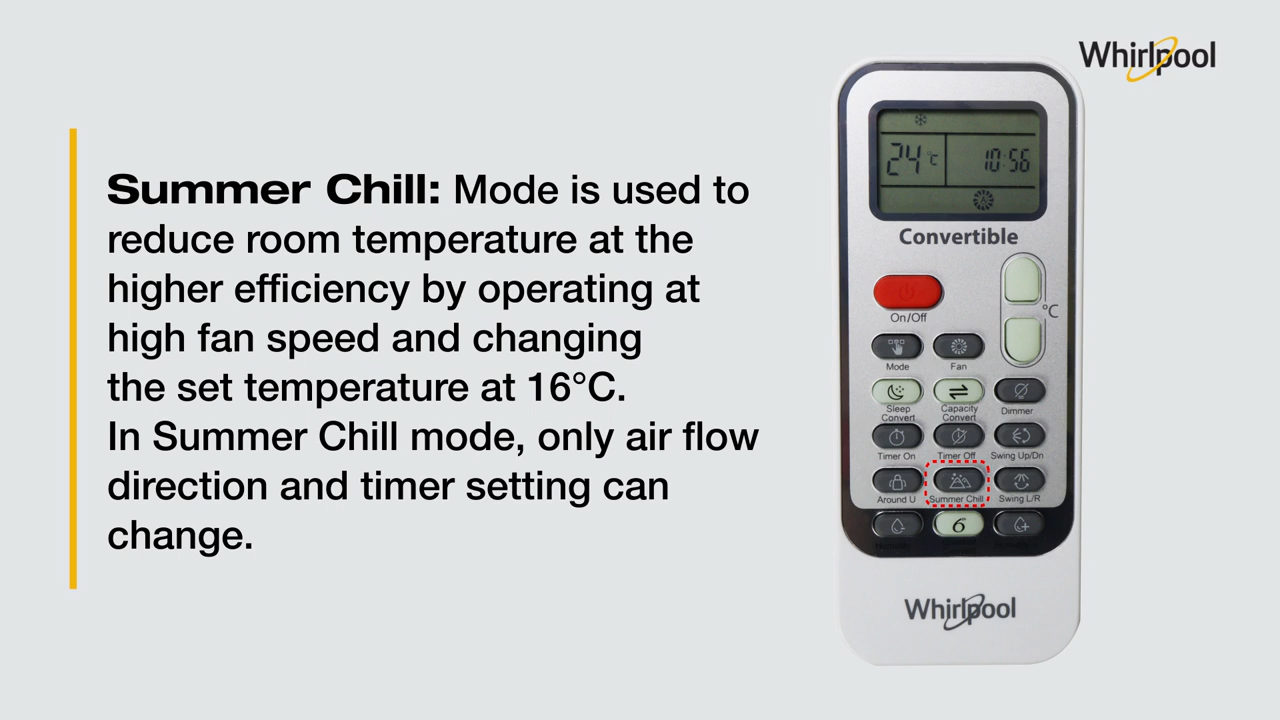 Whirlpool
Summer Chill: Mode is used to
reduce room temperature at the
higher efficiency by operating at
high fan speed and changing
the set temperature at 16°C.
In Summer Chill mode, only air flow
direction and timer setting can
change.
24°C 10:56
Convertible
On/Off
°C
Mode Fan
Sleep Convert Capacity Convert Dimmer
Timer On Timer Off Swing Up/Dn
Around U Summer Chill Swing L/R
6
Whirlpool